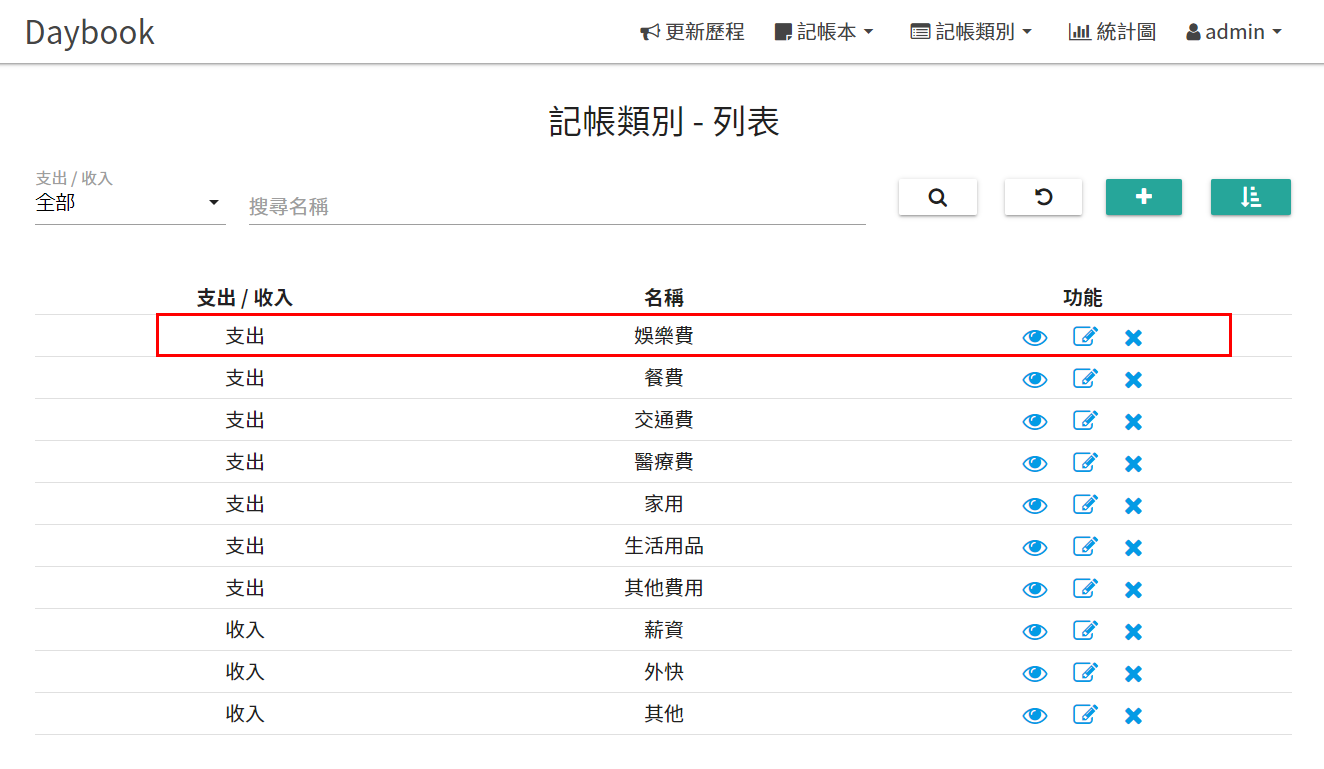 Daybook 更新歷程 記帳本 記帳類別 統計圖 admin
記帳類別 - 列表
支出 / 收入
全部 搜尋名稱
支出 / 收入 名稱 功能
支出 娛樂費
支出 餐費
支出 交通費
支出 醫療費
支出 家用
支出 生活用品
支出 其他費用
收入 薪資
收入 外快
收入 其他